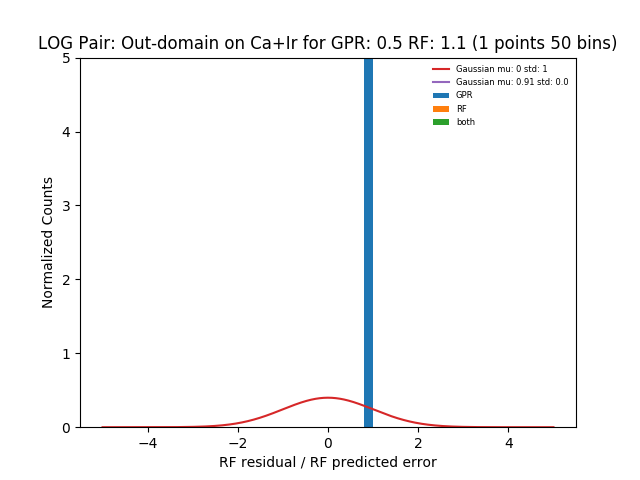 LOG Pair: Out-domain on Ca+Ir for GPR: 0.5 RF: 1.1 (1 points 50 bins)
Gaussian mu: 0 std: 1
Gaussian mu: 0.91 std: 0.0
GPR
RF
both
Normalized Counts
5
4
3
2
1
0
−4
−2
0
2
4
RF residual / RF predicted error